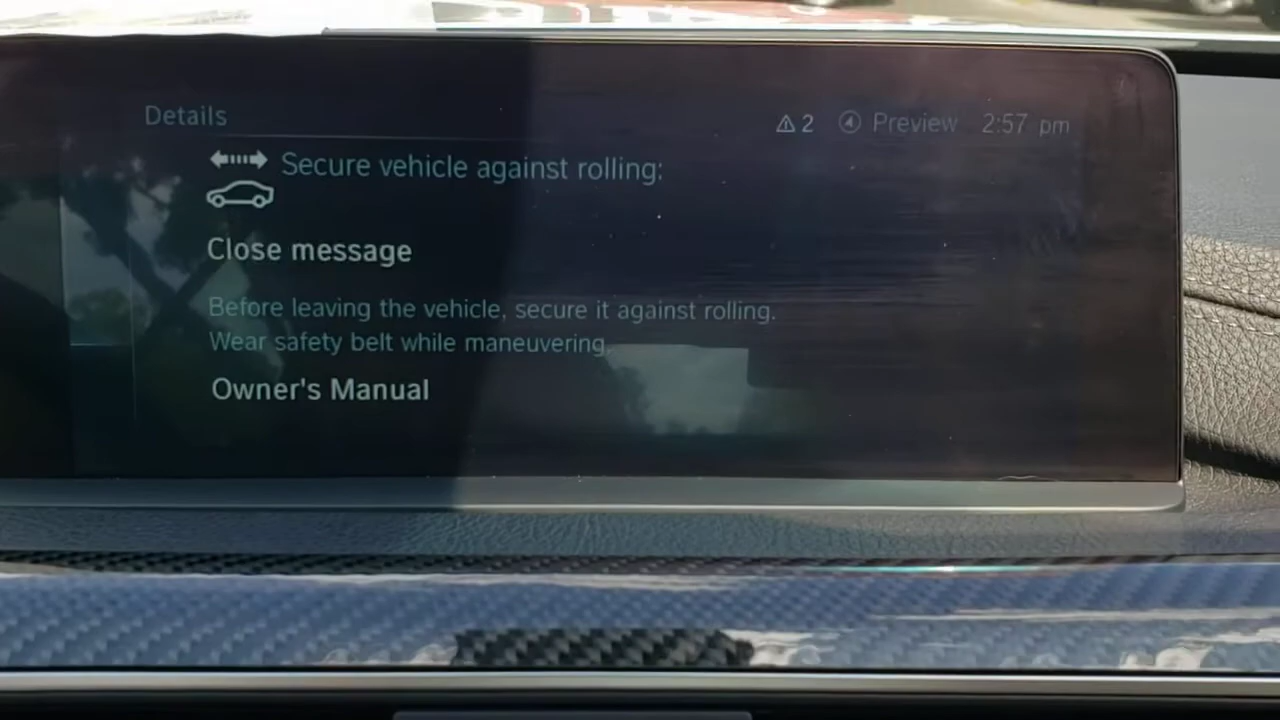 Details
2 Preview 2:57 pm
Secure vehicle against rolling:
Close message
Before leaving the vehicle, secure it against rolling.
Wear safety belt while maneuvering.
Owner's Manual